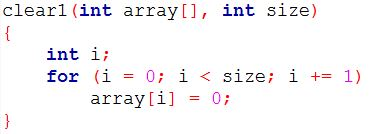 clear1(int array[], int size)
{
    int i;
    for (i = 0; i < size; i += 1)
        array[i] = 0;
}